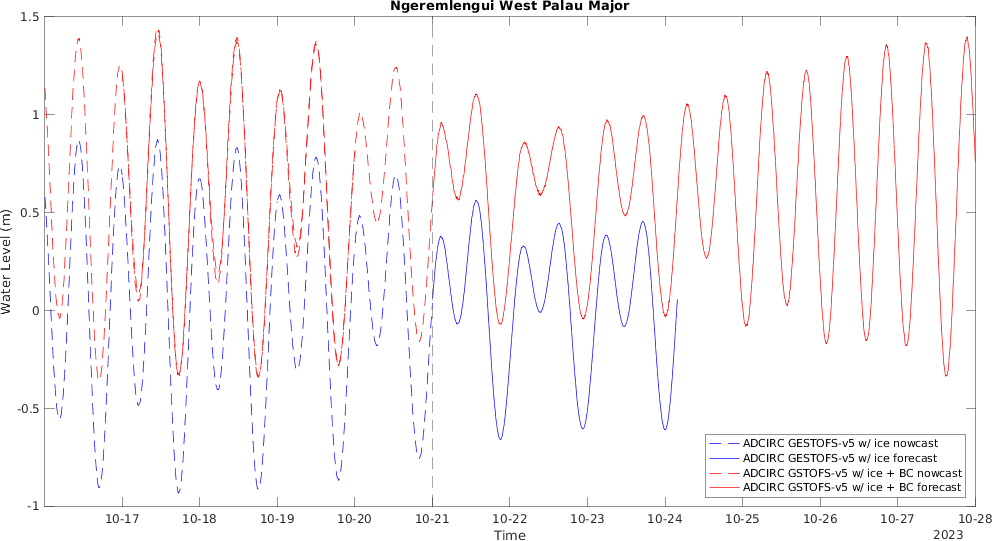 Ngeremlengui West Palau Major
Water Level (m)
1.5
1
0.5
0
-0.5
-1
10-17 10-18 10-19 10-20 10-21 10-22 10-23 10-24 10-25 10-26 10-27 10-28
Time
2023
ADCIRC GESTOFS-v5 w/ ice nowcast
ADCIRC GESTOFS-v5 w/ ice forecast
ADCIRC GSTOFS-v5 w/ ice + BC nowcast
ADCIRC GSTOFS-v5 w/ ice + BC forecast